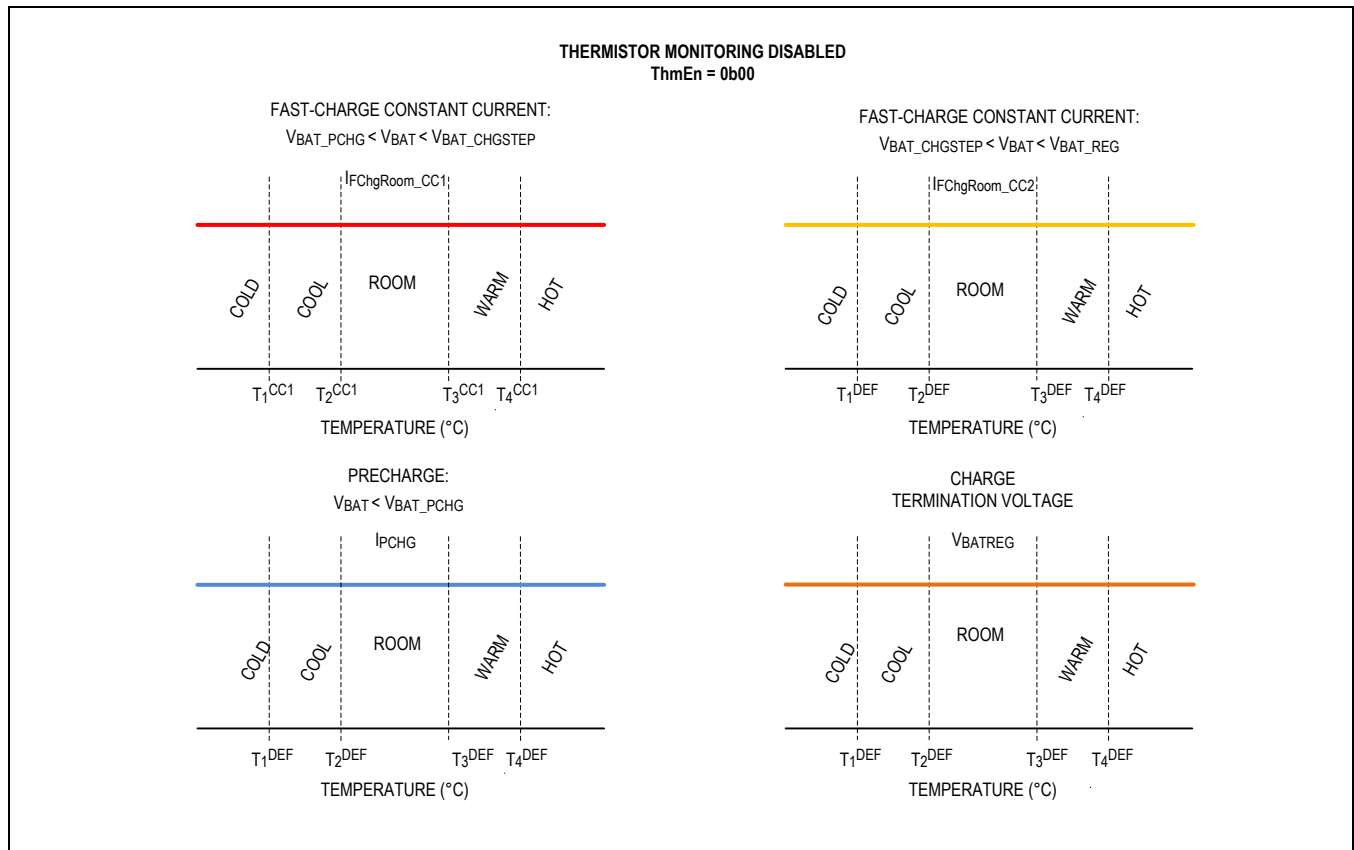 THERMISTOR MONITORING DISABLED
ThmEn = 0b00
FAST-CHARGE CONSTANT CURRENT:
VBAT_PCHG < VBAT < VBAT_CHGSTEP
IFChgRoom_CC1
COLD COOL ROOM WARM HOT
T1CC1 T2CC1 T3CC1 T4CC1
TEMPERATURE (°C)
FAST-CHARGE CONSTANT CURRENT:
VBAT_CHGSTEP < VBAT < VBAT_REG
IFChgRoom_CC2
COLD COOL ROOM WARM HOT
T1DEF T2DEF T3DEF T4DEF
TEMPERATURE (°C)
PRECHARGE:
VBAT < VBAT_PCHG
IPCHG
COLD COOL ROOM WARM HOT
T1DEF T2DEF T3DEF T4DEF
TEMPERATURE (°C)
CHARGE
TERMINATION VOLTAGE
VBATREG
COLD COOL ROOM WARM HOT
T1DEF T2DEF T3DEF T4DEF
TEMPERATURE (°C)